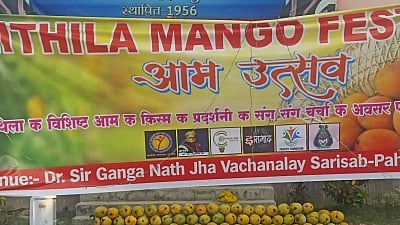 स्थापित-1956
MITHILA MANGO FES
आम उत्सव
थिला क विशिष्ट आम क किस्म क प्रदर्शनी क संग संग चर्चा क अवसर प
nue:- Dr. Sir Ganga Nath Jha Vachanalay Sarisab-Pah